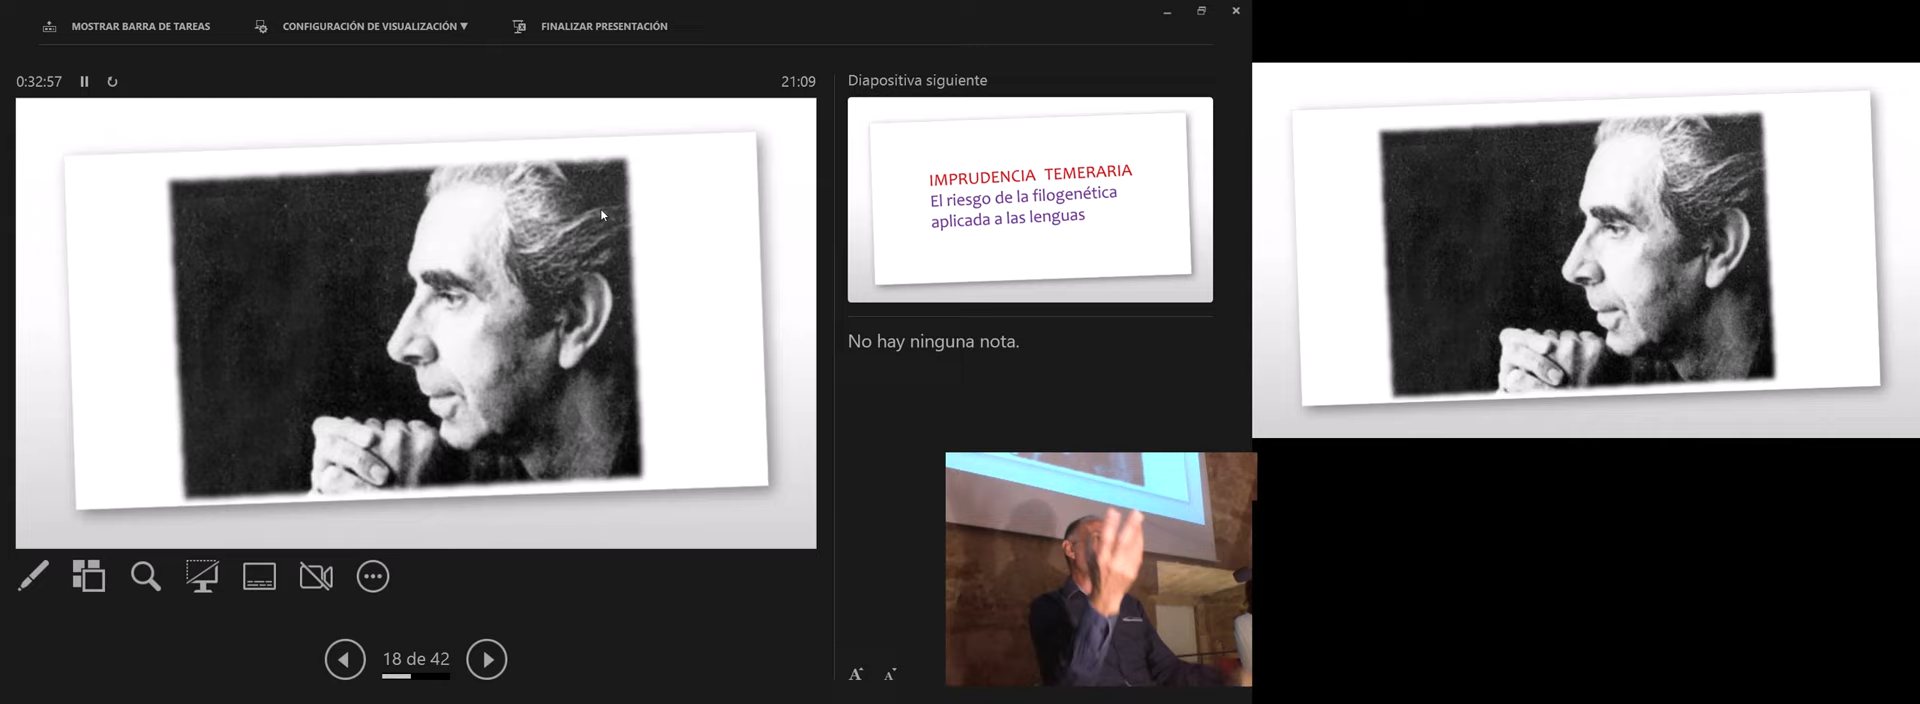 MOSTRAR BARRA DE TAREAS
CONFIGURACIÓN DE VISUALIZACIÓN ▼
FINALIZAR PRESENTACIÓN
0:32:57
21:09
Diapositiva siguiente
IMPRUDENCIA TEMERARIA
El riesgo de la filogenética
aplicada a las lenguas
No hay ninguna nota.
18 de 42
A A